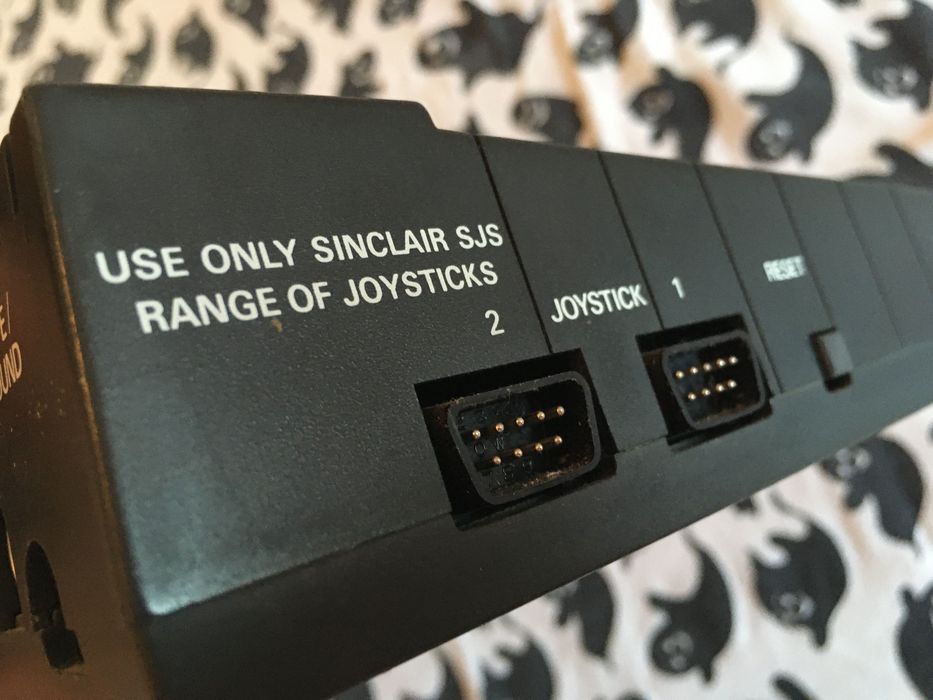 USE ONLY SINCLAIR SJS
RANGE OF JOYSTICKS
2 JOYSTICK 1
RESET